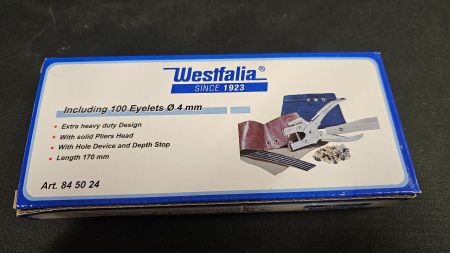 Westfalia®
SINCE 1923
Including 100 Eyelets Ø 4 mm
• Extra heavy duty Design
• With solid Pliers Head
• With Hole Device and Depth Stop
• Length 170 mm
Art. 84 50 24